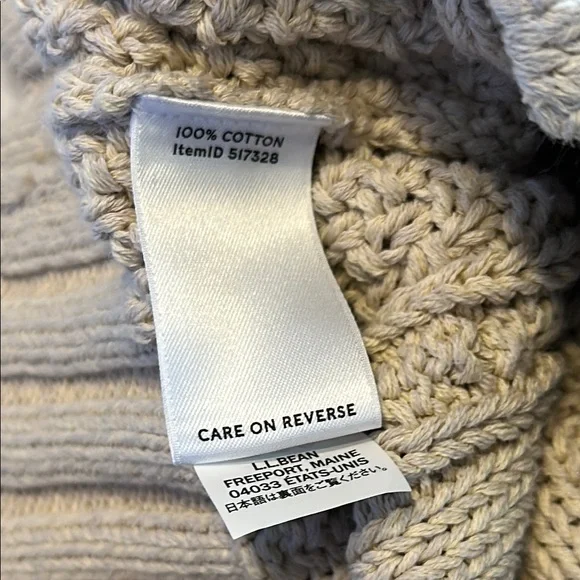 100% COTTON
ItemID 517328
CARE ON REVERSE
L.L.BEAN
FREEPORT, MAINE
04033 ÉTATS-UNIS
日本語は裏面をご覧ください。